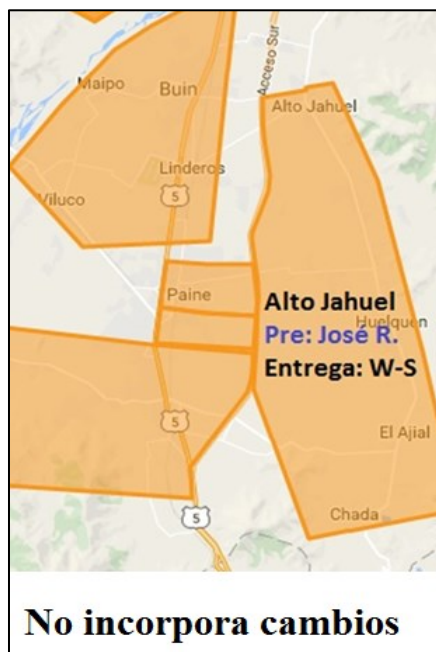 Acceso Sur
Maipo
Buin
Alto Jahuel
Linderos
Viluco
5
Paine
Alto Jahuel
Huelquen
Pre: José R.
Entrega: W-S
5
El Ajial
5
Chada
No incorpora cambios